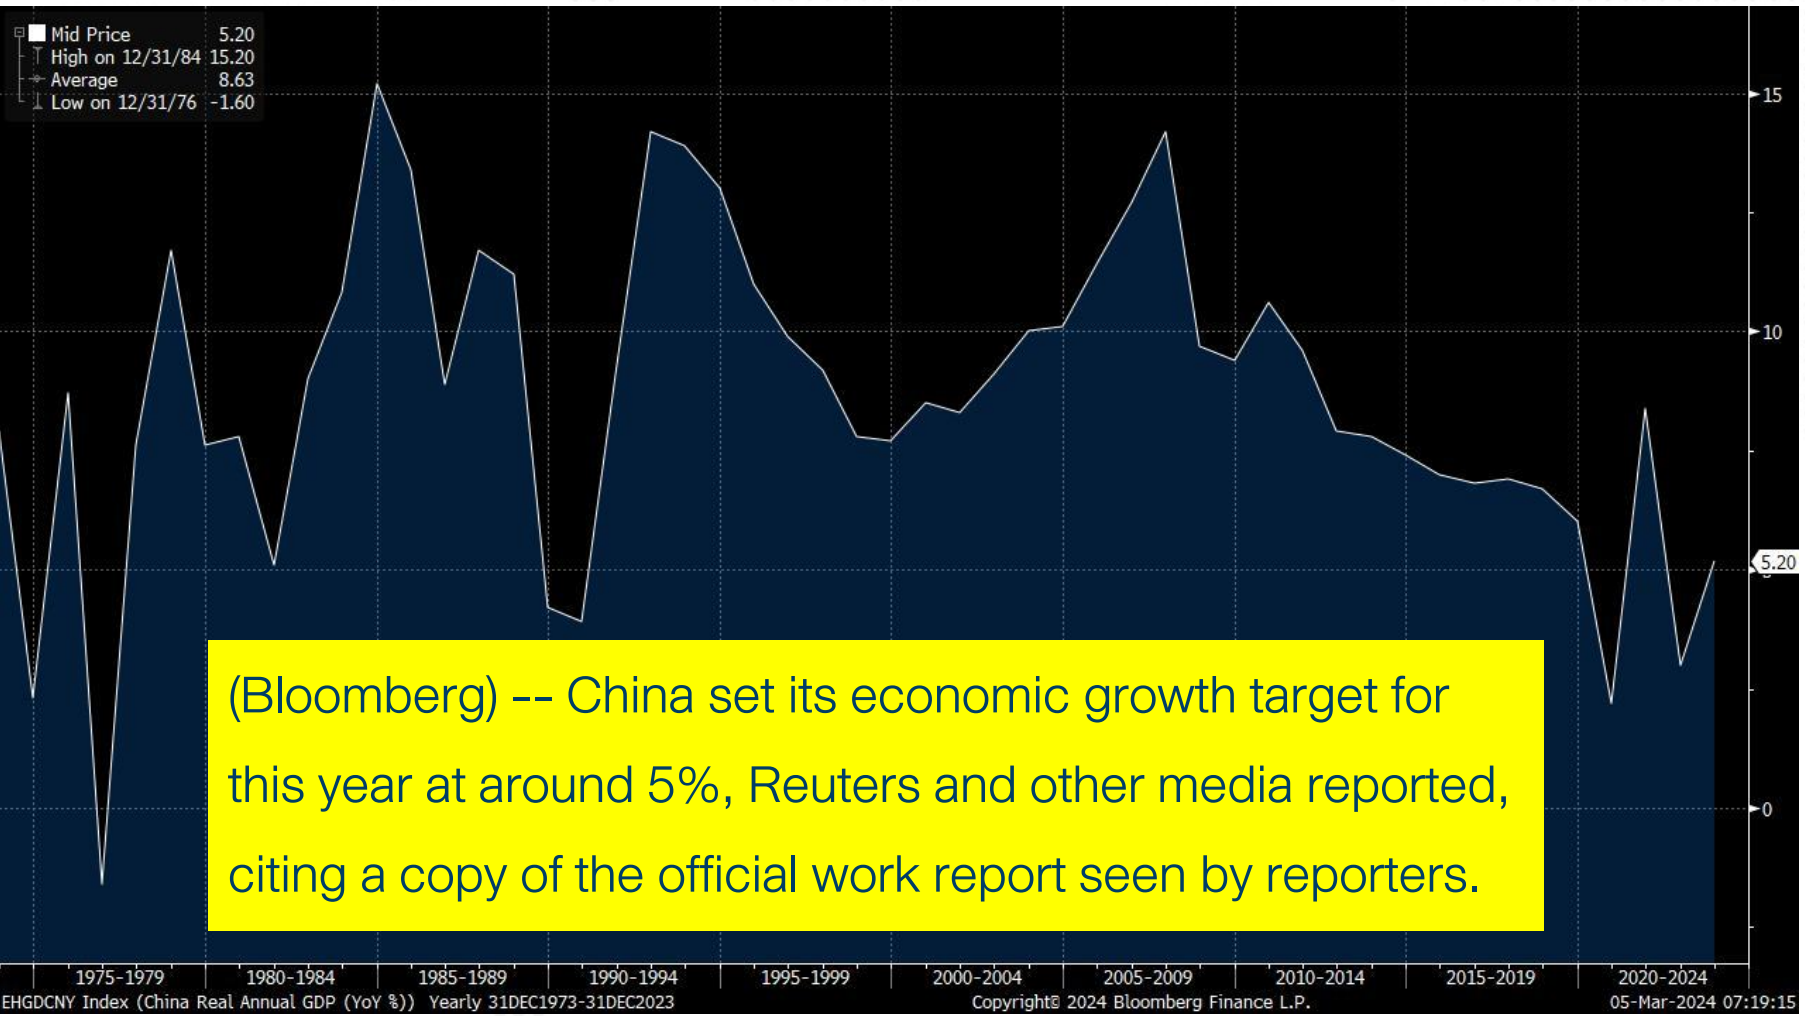 Mid Price 5.20
High on 12/31/84 15.20
Average 8.63
Low on 12/31/76 -1.60
15
10
5.20
0
(Bloomberg) -- China set its economic growth target for
this year at around 5%, Reuters and other media reported,
citing a copy of the official work report seen by reporters.
1975-1979 1980-1984 1985-1989 1990-1994 1995-1999 2000-2004 2005-2009 2010-2014 2015-2019 2020-2024
EHGDCNY Index (China Real Annual GDP (YoY %)) Yearly 31DEC1973-31DEC2023 Copyright© 2024 Bloomberg Finance L.P. 05-Mar-2024 07:19:15